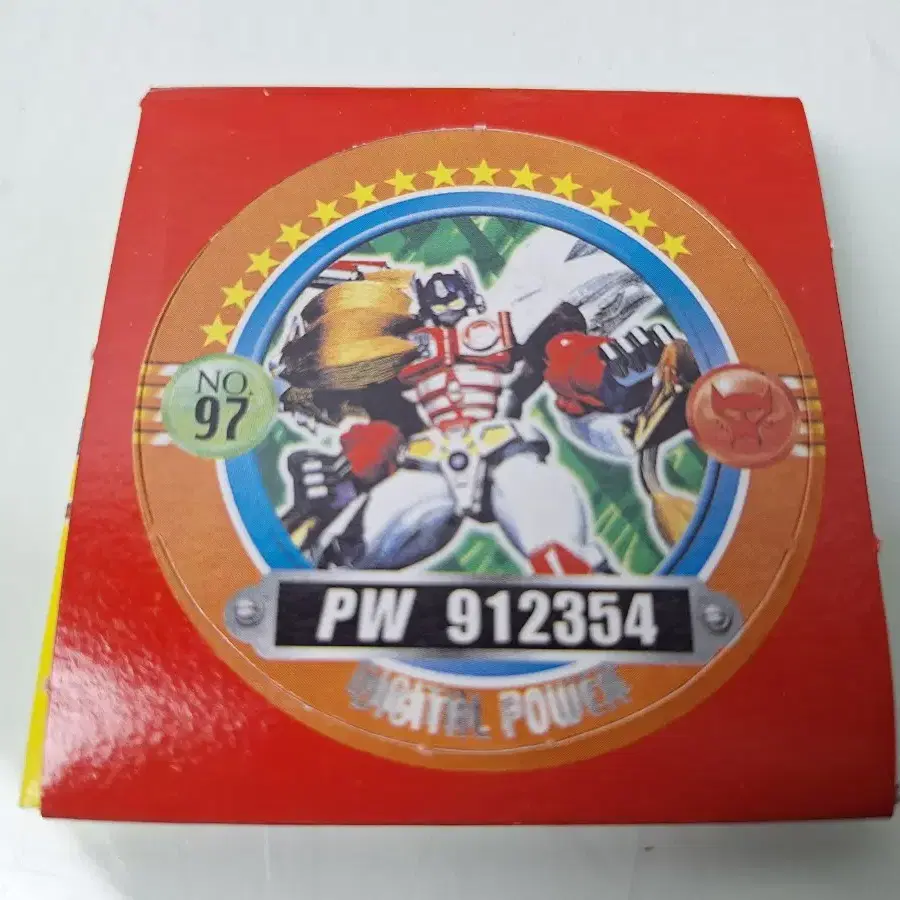 NO.
97
PW 912354
DIGITAL POWER